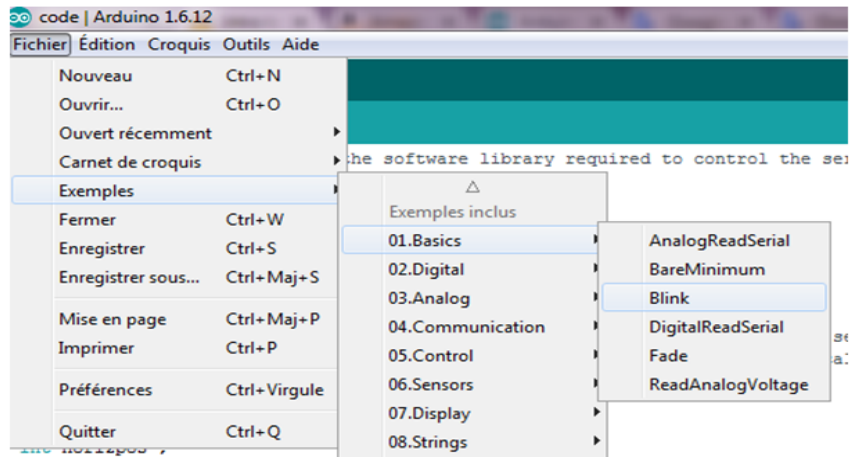 code | Arduino 1.6.12
Fichier Édition Croquis Outils Aide
Nouveau Ctrl+N
Ouvrir... Ctrl+O
Ouvert récemment
Carnet de croquis
Exemples
Fermer Ctrl+W
Enregistrer Ctrl+S
Enregistrer sous... Ctrl+Maj+S
Mise en page Ctrl+Maj+P
Imprimer Ctrl+P
Préférences Ctrl+Virgule
Quitter Ctrl+Q
the software library required to control the
Exemples inclus
01.Basics
02.Digital
03.Analog
04.Communication
05.Control
06.Sensors
07.Display
08.Strings
AnalogReadSerial
BareMinimum
Blink
DigitalReadSerial
Fade
ReadAnalogVoltage